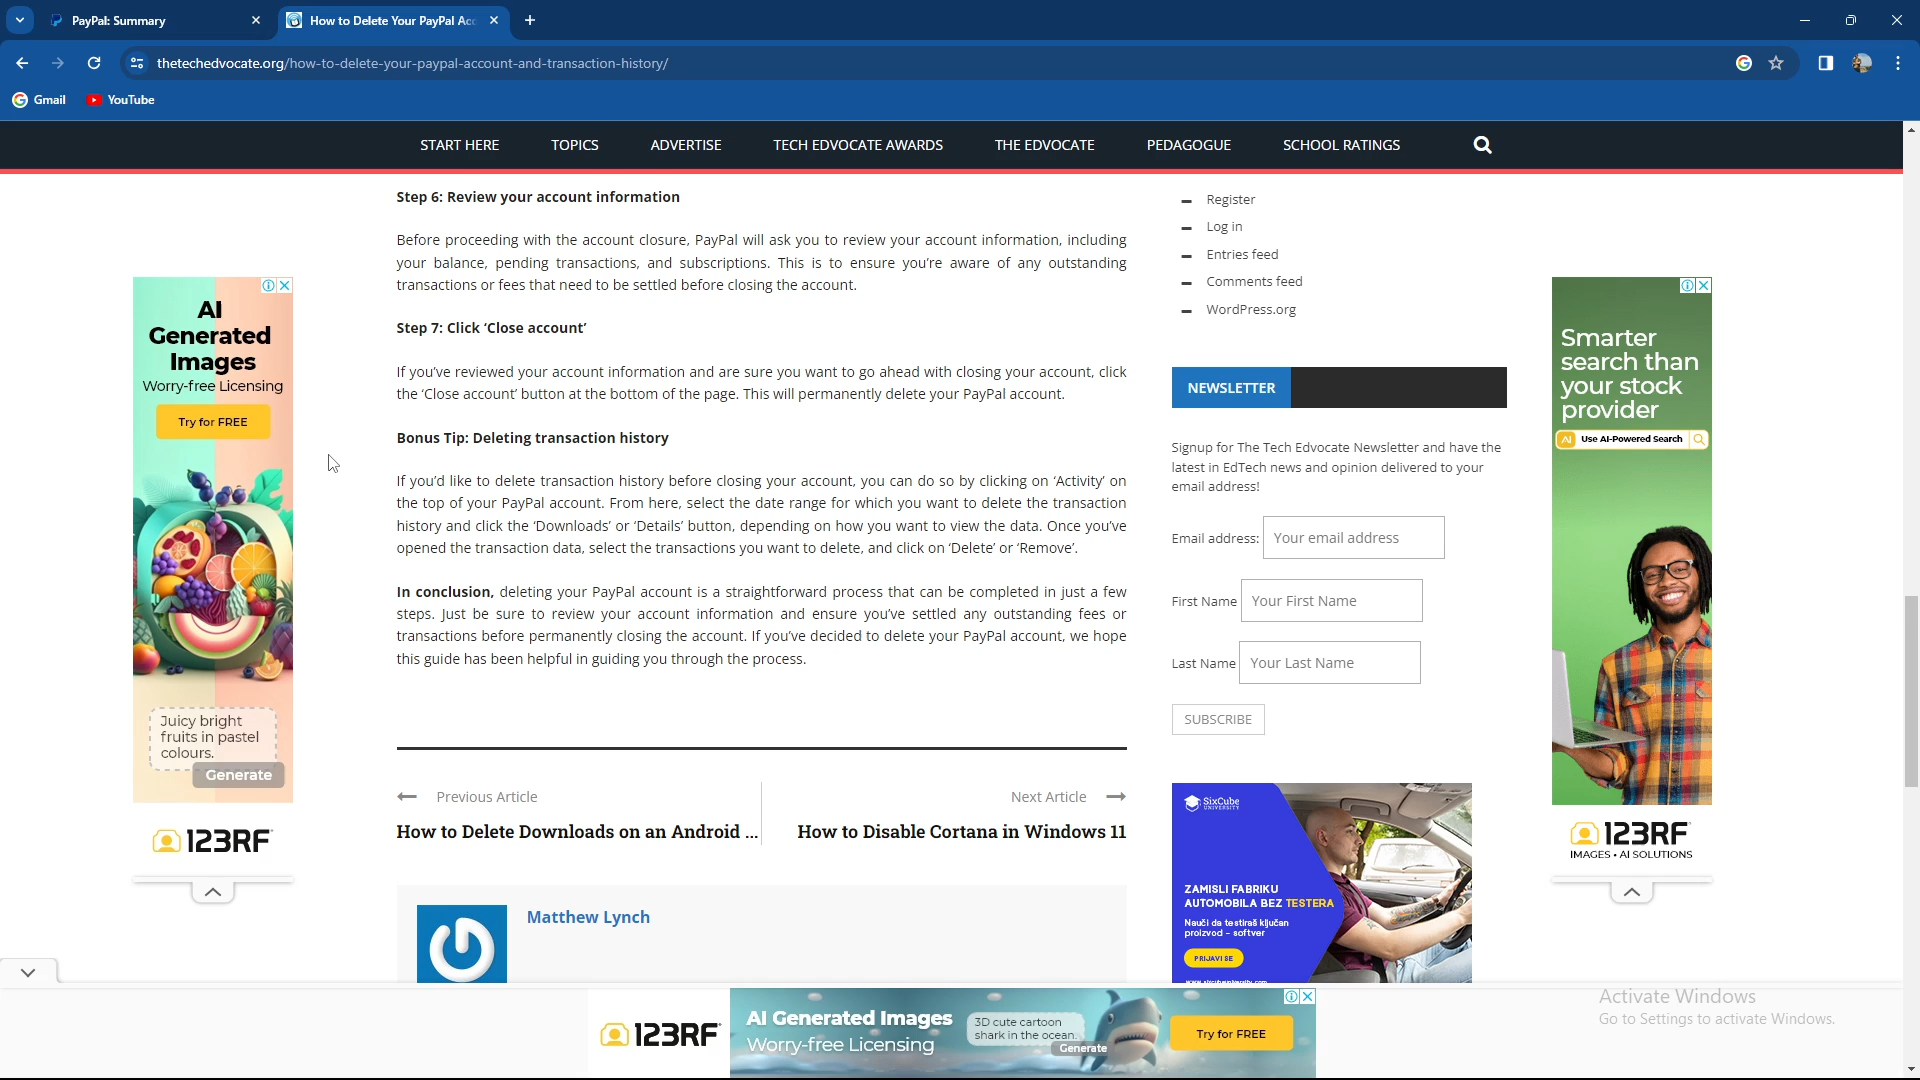 PayPal: Summary
How to Delete Your PayPal Acc
thetechedvocate.org/how-to-delete-your-paypal-account-and-transaction-history/
Gmail
YouTube
START HERE
TOPICS
ADVERTISE
TECH EDVOCATE AWARDS
THE EDVOCATE
PEDAGOGUE
SCHOOL RATINGS
Step 6: Review your account information
Before proceeding with the account closure, PayPal will ask you to review your account information, including
your balance, pending transactions, and subscriptions. This is to ensure you’re aware of any outstanding
transactions or fees that need to be settled before closing the account.
Step 7: Click ‘Close account’
If you’ve reviewed your account information and are sure you want to go ahead with closing your account, click
the ‘Close account’ button at the bottom of the page. This will permanently delete your PayPal account.
Bonus Tip: Deleting transaction history
If you’d like to delete transaction history before closing your account, you can do so by clicking on ‘Activity’ on
the top of your PayPal account. From here, select the date range for which you want to delete the transaction
history and click the ‘Downloads’ or ‘Details’ button, depending on how you want to view the data. Once you’ve
opened the transaction data, select the transactions you want to delete, and click on ‘Delete’ or ‘Remove’.
In conclusion, deleting your PayPal account is a straightforward process that can be completed in just a few
steps. Just be sure to review your account information and ensure you’ve settled any outstanding fees or
transactions before permanently closing the account. If you’ve decided to delete your PayPal account, we hope
this guide has been helpful in guiding you through the process.
Previous Article
How to Delete Downloads on an Android ...
Next Article
How to Disable Cortana in Windows 11
Matthew Lynch
Register
Log in
Entries feed
Comments feed
WordPress.org
NEWSLETTER
Signup for The Tech Edvocate Newsletter and have the
latest in EdTech news and opinion delivered to your
email address!
Email address: Your email address
First Name Your First Name
Last Name Your Last Name
SUBSCRIBE
SixCube
UNIVERSITY
ZAMISLI FABRIKU
AUTOMOBILA BEZ TESTERA
Nauči da testiraš ključan
proizvod - softver
PRIJAVI SE
www.sixcubeuniversity.com
AI
Generated
Images
Worry-free Licensing
Try for FREE
Juicy bright
fruits in pastel
colours.
Generate
123RF
Smarter
search than
your stock
provider
AI Use AI-Powered Search
123RF
IMAGES • AI SOLUTIONS
123RF
AI Generated Images
Worry-free Licensing
3D cute cartoon
shark in the ocean.
Generate
Try for FREE
Activate Windows
Go to Settings to activate Windows.